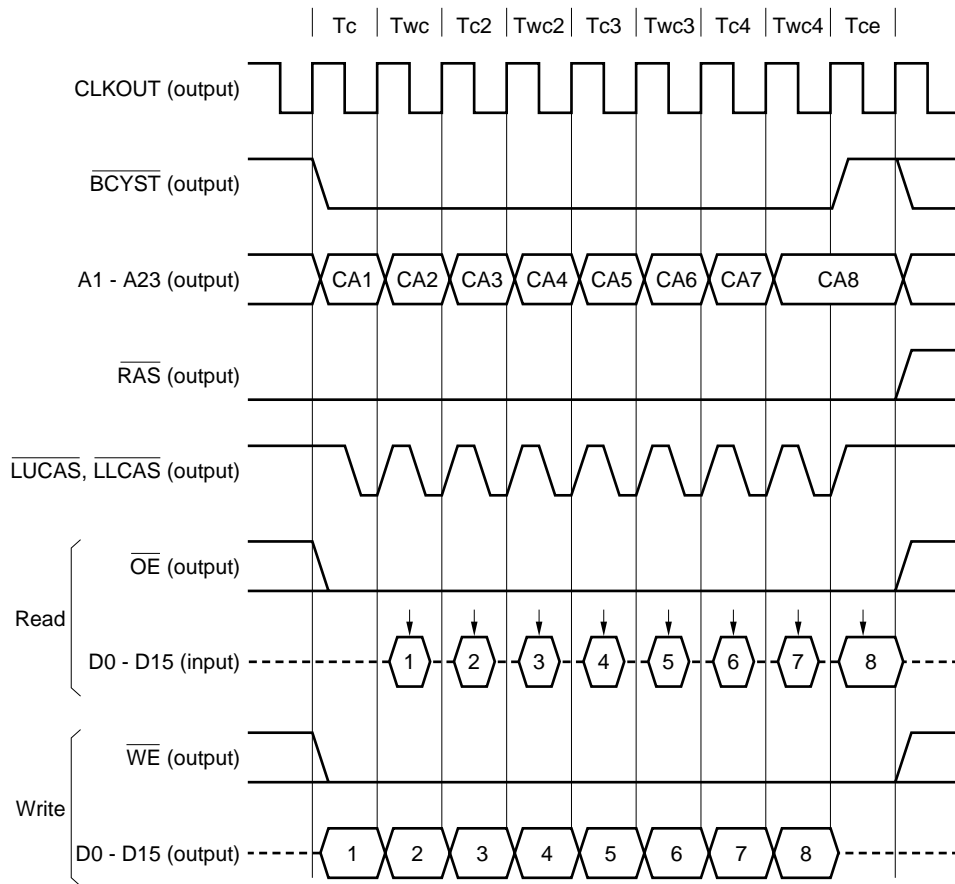 Tc Twc Tc2 Twc2 Tc3 Twc3 Tc4 Twc4 Tce
CLKOUT (output)
BCYST (output)
A1 - A23 (output) CA1 CA2 CA3 CA4 CA5 CA6 CA7 CA8
RAS (output)
LUCAS, LLCAS (output)
Read
OE (output)
D0 - D15 (input) 1 2 3 4 5 6 7 8
Write
WE (output)
D0 - D15 (output) 1 2 3 4 5 6 7 8